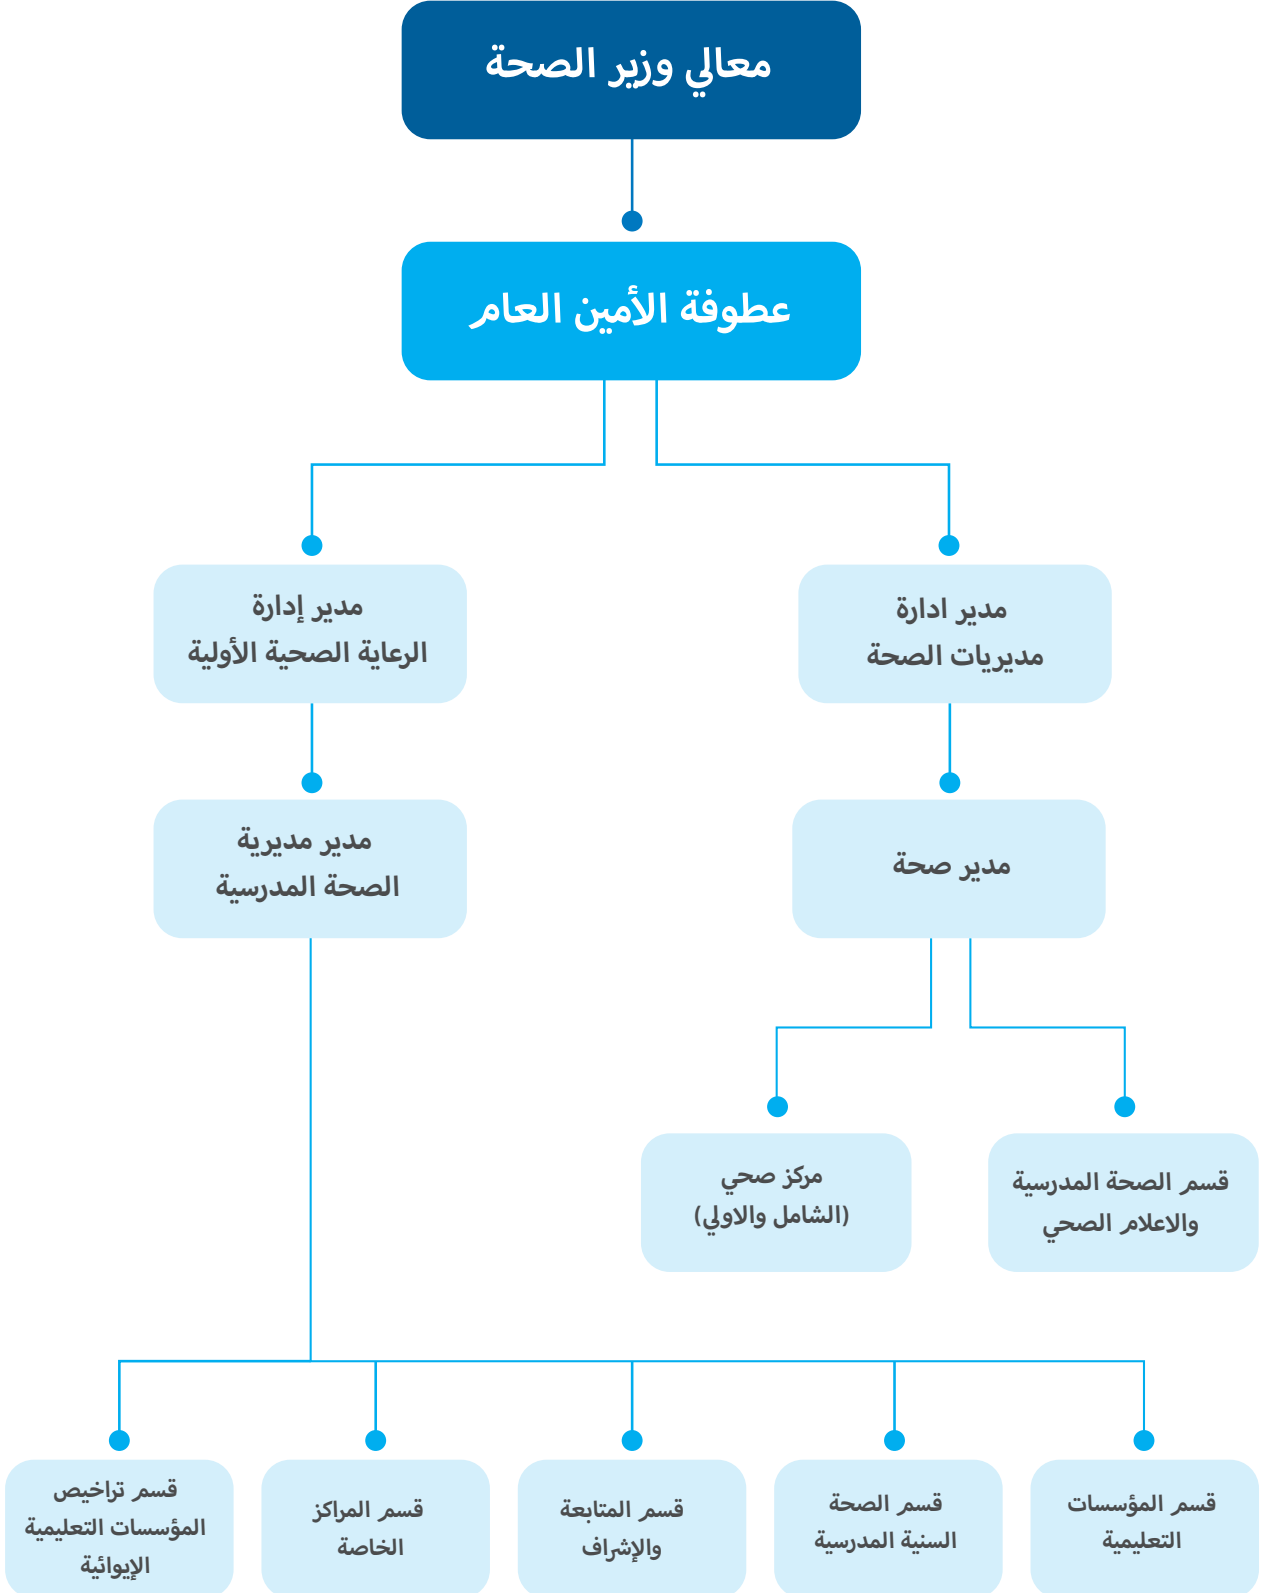 معالي وزير الصحة
عطوفة الأمين العام
مدير ادارة
مديريات الصحة
مدير إدارة
الرعاية الصحية الأولية
مدير صحة
مدير مديرية
الصحة المدرسية
قسم الصحة المدرسية
والاعلام الصحي
مركز صحي
(الشامل والاولي)
قسم المؤسسات
التعليمية
قسم الصحة
السنية المدرسية
قسم المتابعة
والإشراف
قسم المراكز
الخاصة
قسم تراخيص
المؤسسات التعليمية
الإيوائية